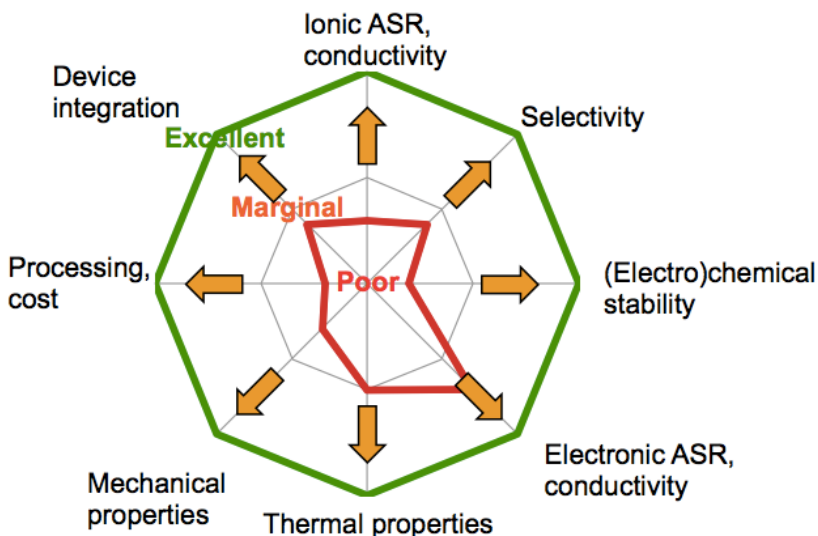 Ionic ASR,
conductivity
Device
integration
Selectivity
Excellent
Marginal
Processing,
cost
Poor
(Electro)chemical
stability
Electronic ASR,
conductivity
Mechanical
properties
Thermal properties